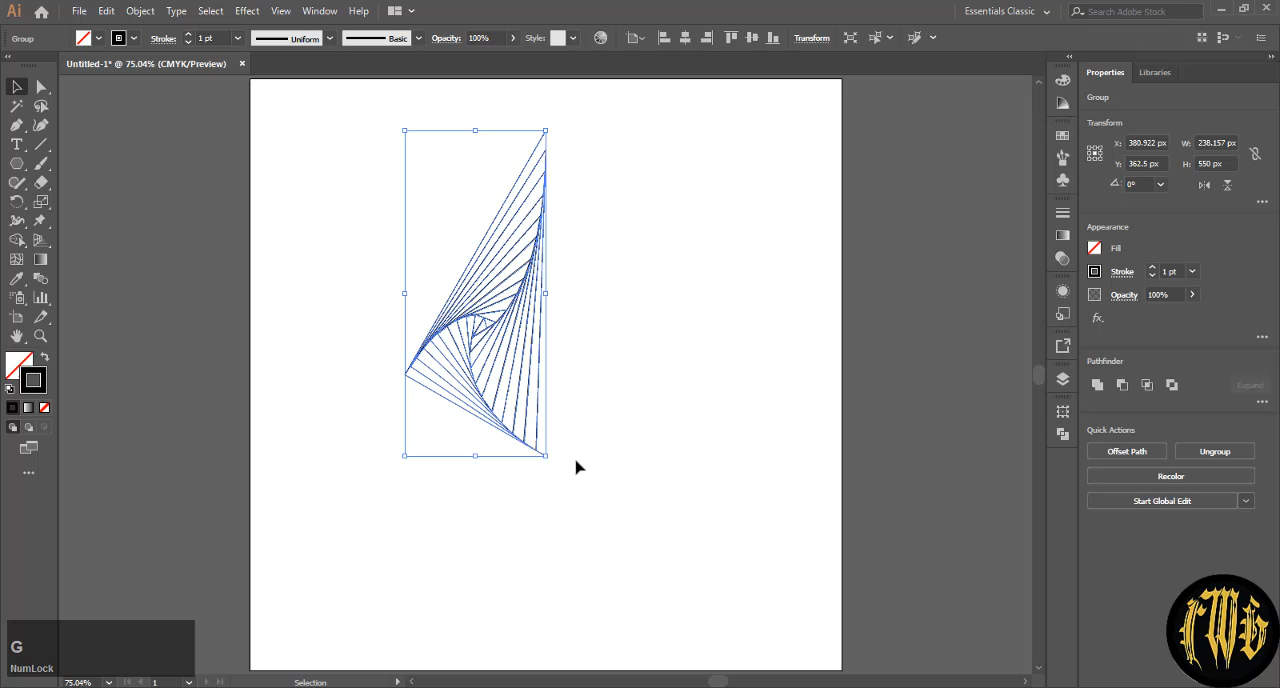 Ai File Edit Object Type Select Effect View Window Help Essentials Classic Search Adobe Stock
Group Stroke: 1 pt Uniform Basic Opacity: 100% Style: Transform
Untitled-1* @ 75.04% (CMYK/Preview) ×
Properties Libraries
Group
Transform
X: 380.922 px W: 238.157 px
Y: 362.5 px H: 550 px
0°
Appearance
Fill
Stroke 1 pt
Opacity 100%
fx.
Pathfinder
Expand
Quick Actions
Offset Path Ungroup
Recolor
Start Global Edit
G
NumLock
75.04% 1 Selection